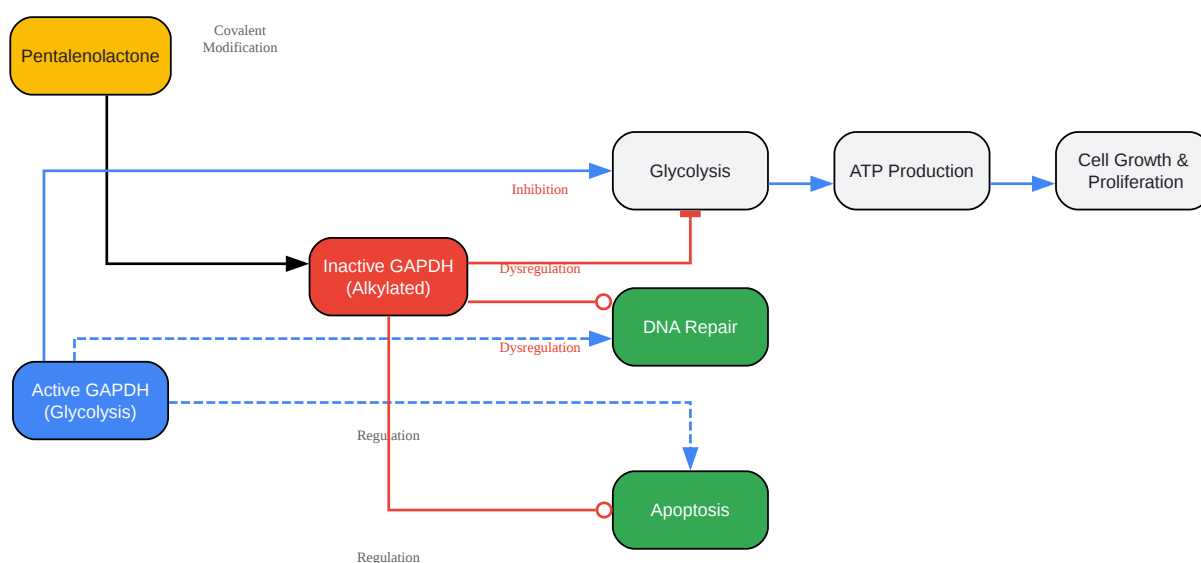 Covalent
Modification
Pentalenolactone
Glycolysis
ATP Production
Cell Growth &
Proliferation
Inhibition
Inactive GAPDH
(Alkylated)
Dysregulation
DNA Repair
Dysregulation
Active GAPDH
(Glycolysis)
Regulation
Apoptosis
Regulation